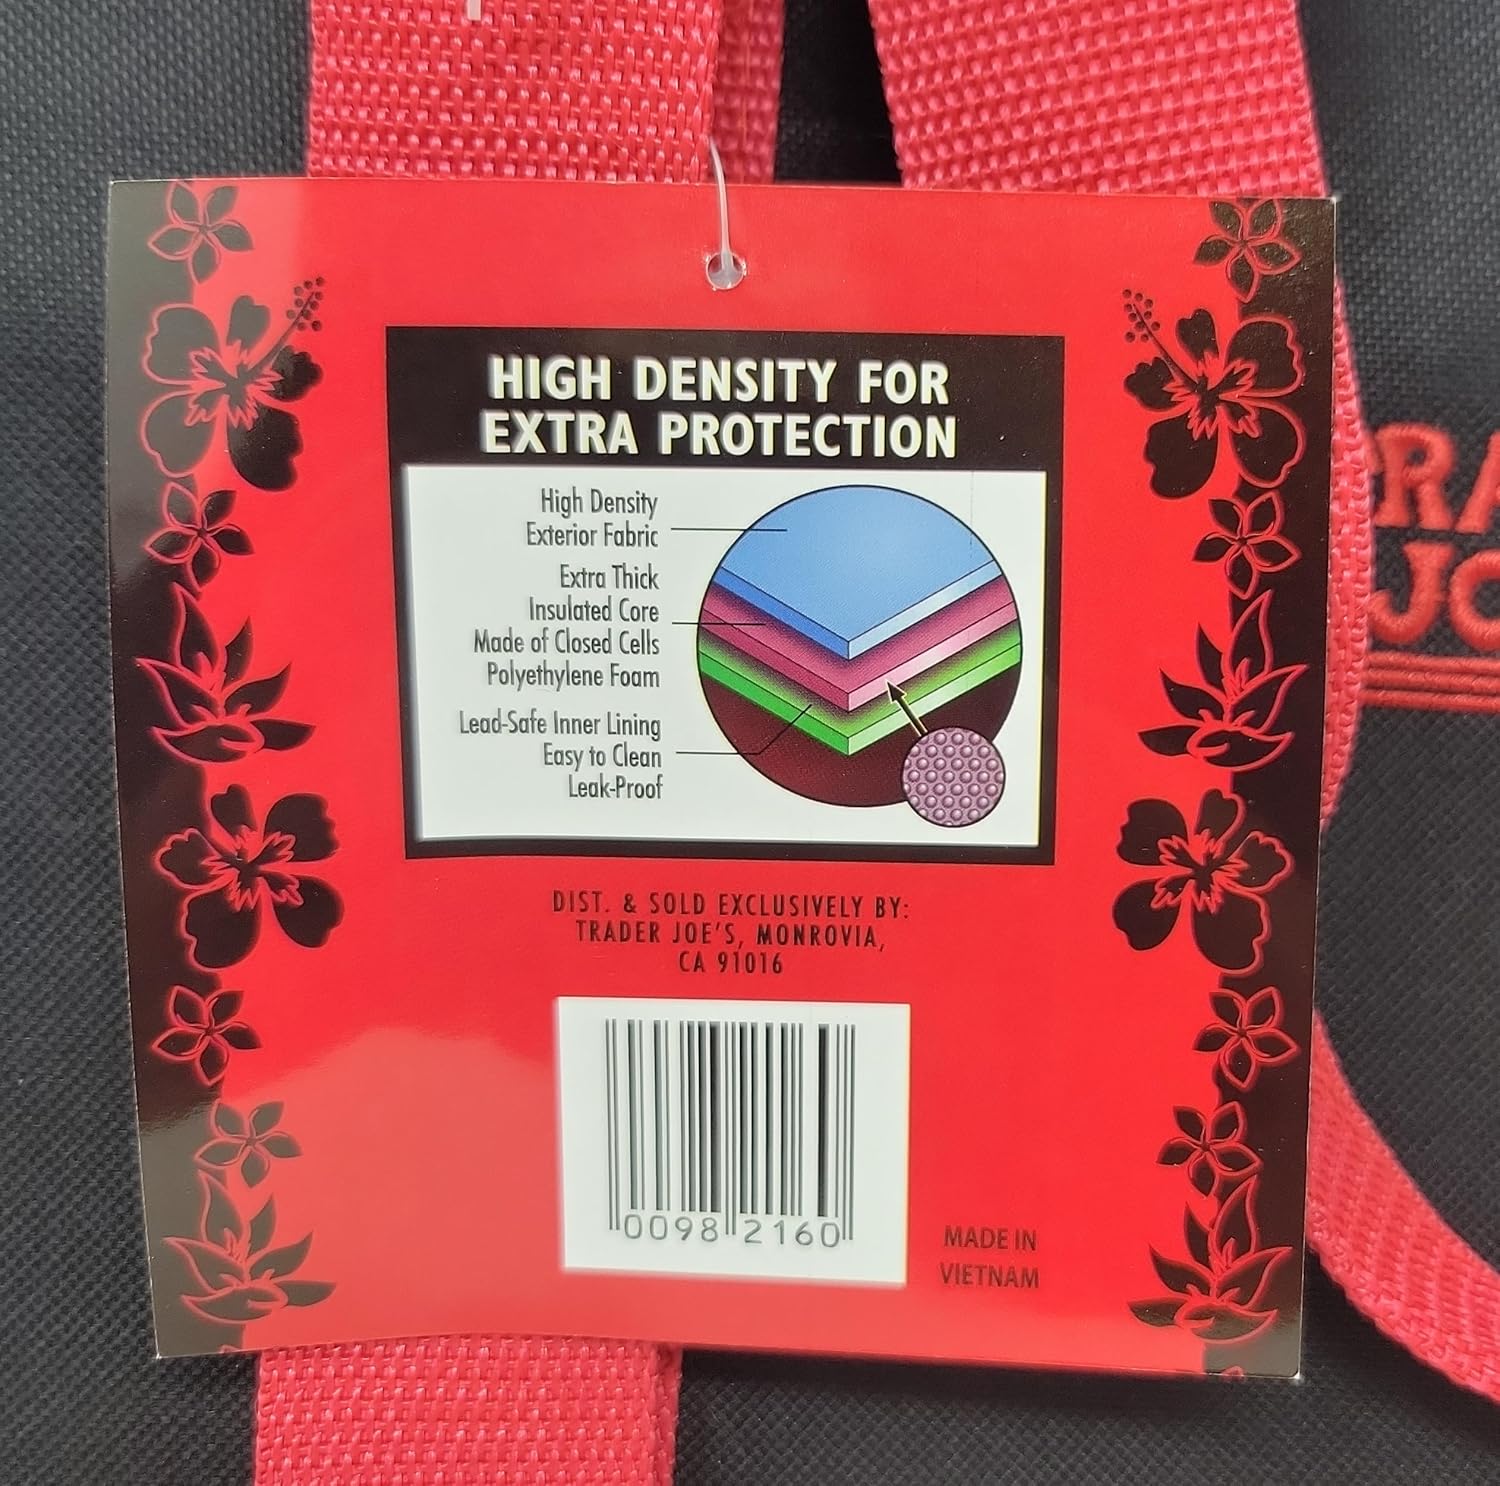 HIGH DENSITY FOR
EXTRA PROTECTION
High Density
Exterior Fabric
Extra Thick
Insulated Core
Made of Closed Cells
Polyethylene Foam
Lead-Safe Inner Lining
Easy to Clean
Leak-Proof
DIST. & SOLD EXCLUSIVELY BY:
TRADER JOE'S, MONROVIA,
CA 91016
0098 2160
MADE IN
VIETNAM
RA
JO